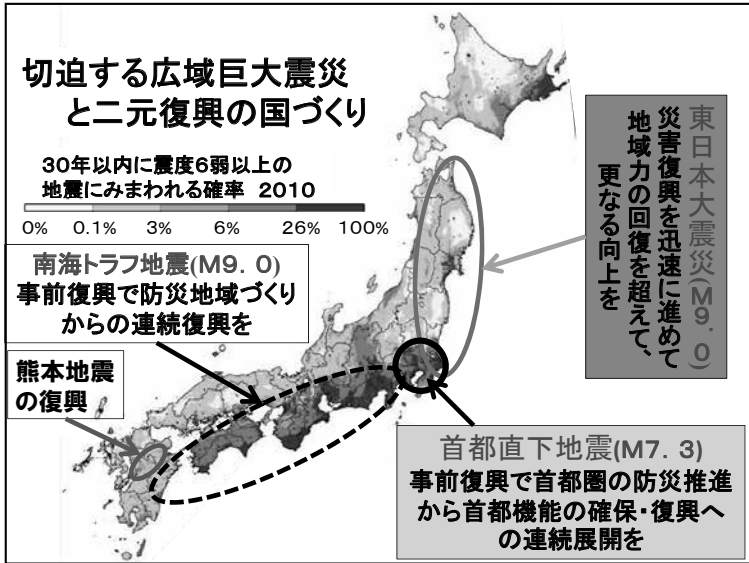 切迫する広域巨大震災
と二元復興の国づくり
30年以内に震度6弱以上の
地震にみまわれる確率 2010
0% 0.1% 3% 6% 26% 100%
南海トラフ地震(M9.0)
事前復興で防災地域づくり
からの連続復興を
熊本地震
の復興
東日本大震災(M9.0)
災害復興を迅速に進めて
地域力の回復を超えて、
更なる向上を
首都直下地震(M7.3)
事前復興で首都圏の防災推進
から首都機能の確保・復興へ
の連続展開を